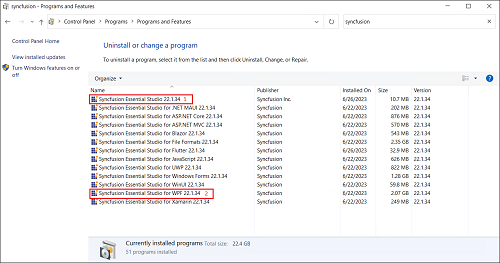 syncfusion - Programs and Features
Control Panel > Programs > Programs and Features
syncfusion
Control Panel Home
View installed updates
Turn Windows features on or off
Uninstall or change a program
To uninstall a program, select it from the list and then click Uninstall, Change, or Repair.
Organize
Name Publisher Installed On Size Version
Syncfusion Essential Studio 22.1.34 1 Syncfusion Inc. 6/26/2023 10.7 MB 22.1.34
Syncfusion Essential Studio for .NET MAUI 22.1.34 Syncfusion 6/22/2023 202 MB 22.1.34
Syncfusion Essential Studio for ASP.NET Core 22.1.34 Syncfusion 6/22/2023 876 MB 22.1.34
Syncfusion Essential Studio for ASP.NET MVC 22.1.34 Syncfusion 6/22/2023 570 MB 22.1.34
Syncfusion Essential Studio for Blazor 22.1.34 Syncfusion 6/22/2023 543 MB 22.1.34
Syncfusion Essential Studio for File Formats 22.1.34 Syncfusion 6/22/2023 2.35 GB 22.1.34
Syncfusion Essential Studio for Flutter 22.1.34 Syncfusion 6/22/2023 32.9 MB 22.1.34
Syncfusion Essential Studio for JavaScript 22.1.34 Syncfusion 6/22/2023 626 MB 22.1.34
Syncfusion Essential Studio for UWP 22.1.34 Syncfusion 6/22/2023 822 MB 22.1.34
Syncfusion Essential Studio for Windows Forms 22.1.34 Syncfusion 6/22/2023 1.28 GB 22.1.34
Syncfusion Essential Studio for WinUI 22.1.34 Syncfusion 6/22/2023 59.8 MB 22.1.34
Syncfusion Essential Studio for WPF 22.1.34 2 Syncfusion 6/22/2023 2.07 GB 22.1.34
Syncfusion Essential Studio for Xamarin 22.1.34 Syncfusion 6/22/2023 249 MB 22.1.34
Currently installed programs Total size: 22.4 GB
51 programs installed